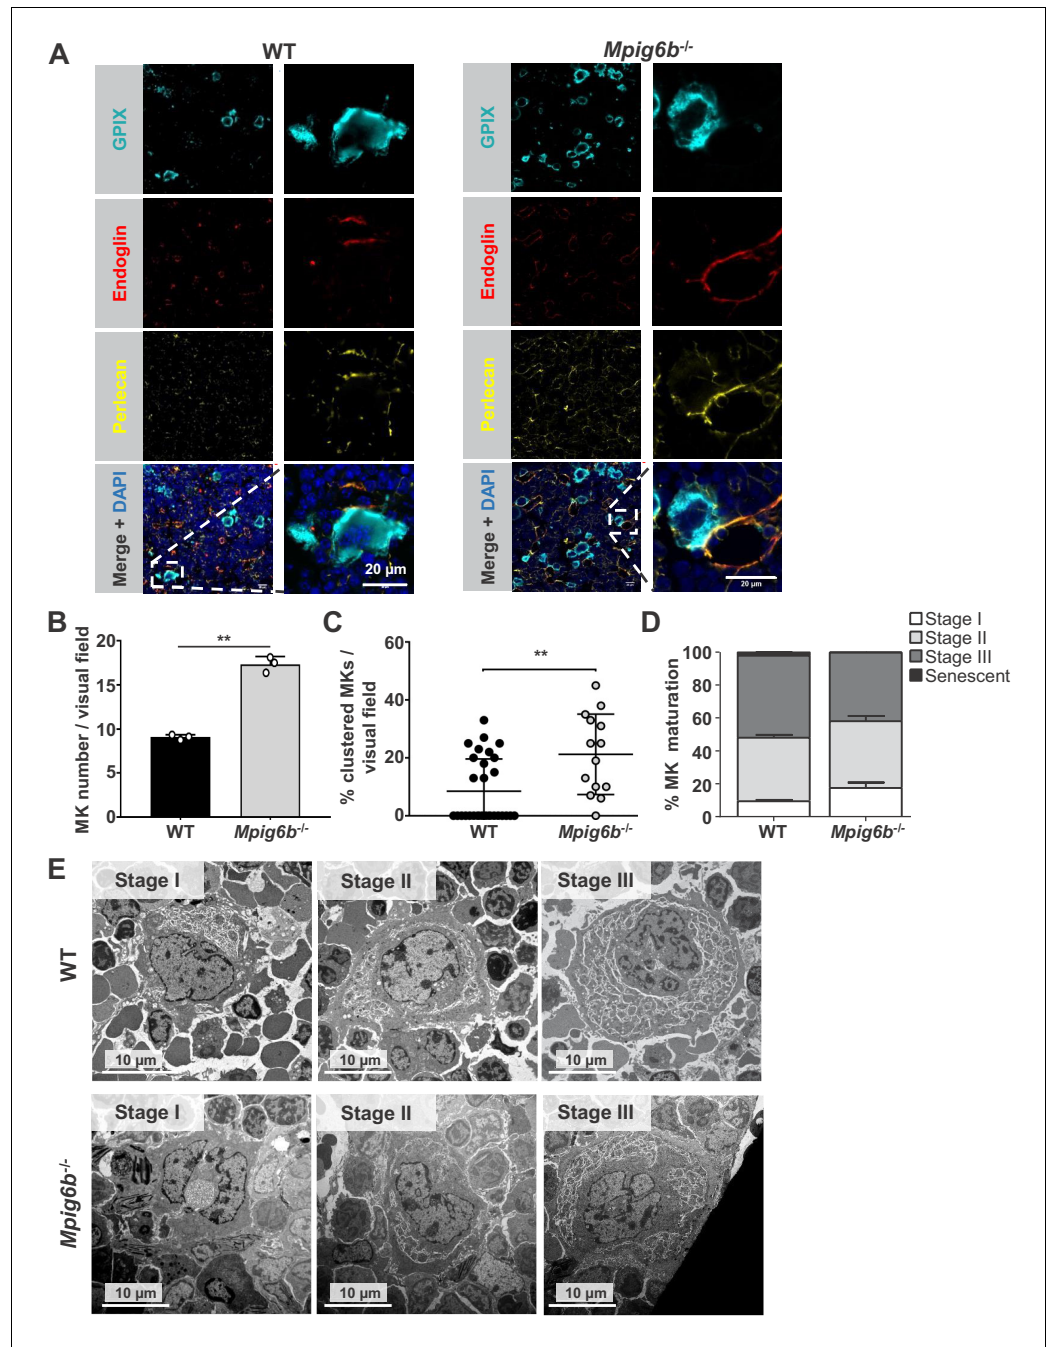 A
WT
Mpig6b-/-
GPIX
GPIX
Endoglin
Endoglin
Perlecan
Perlecan
Merge + DAPI
20 µm
Merge + DAPI
20 µm
B
MK number / visual field
20
15
10
5
0
**
WT
Mpig6b-/-
C
% clustered MKs /
visual field
60
40
20
0
**
WT
Mpig6b-/-
D
% MK maturation
100
80
60
40
20
0
WT
Mpig6b-/-
Stage I
Stage II
Stage III
Senescent
E
WT
Stage I
10 µm
Stage II
10 µm
Stage III
10 µm
Mpig6b-/-
Stage I
10 µm
Stage II
10 µm
Stage III
10 µm